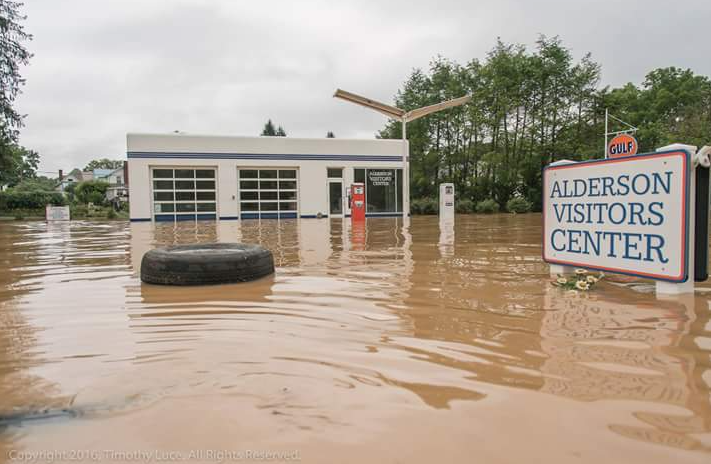 GULF
ALDERSON
VISITORS
CENTER
ALDERSON
VISITORS CENTER
Copyright 2016, Timothy Luce, All Rights Reserved.